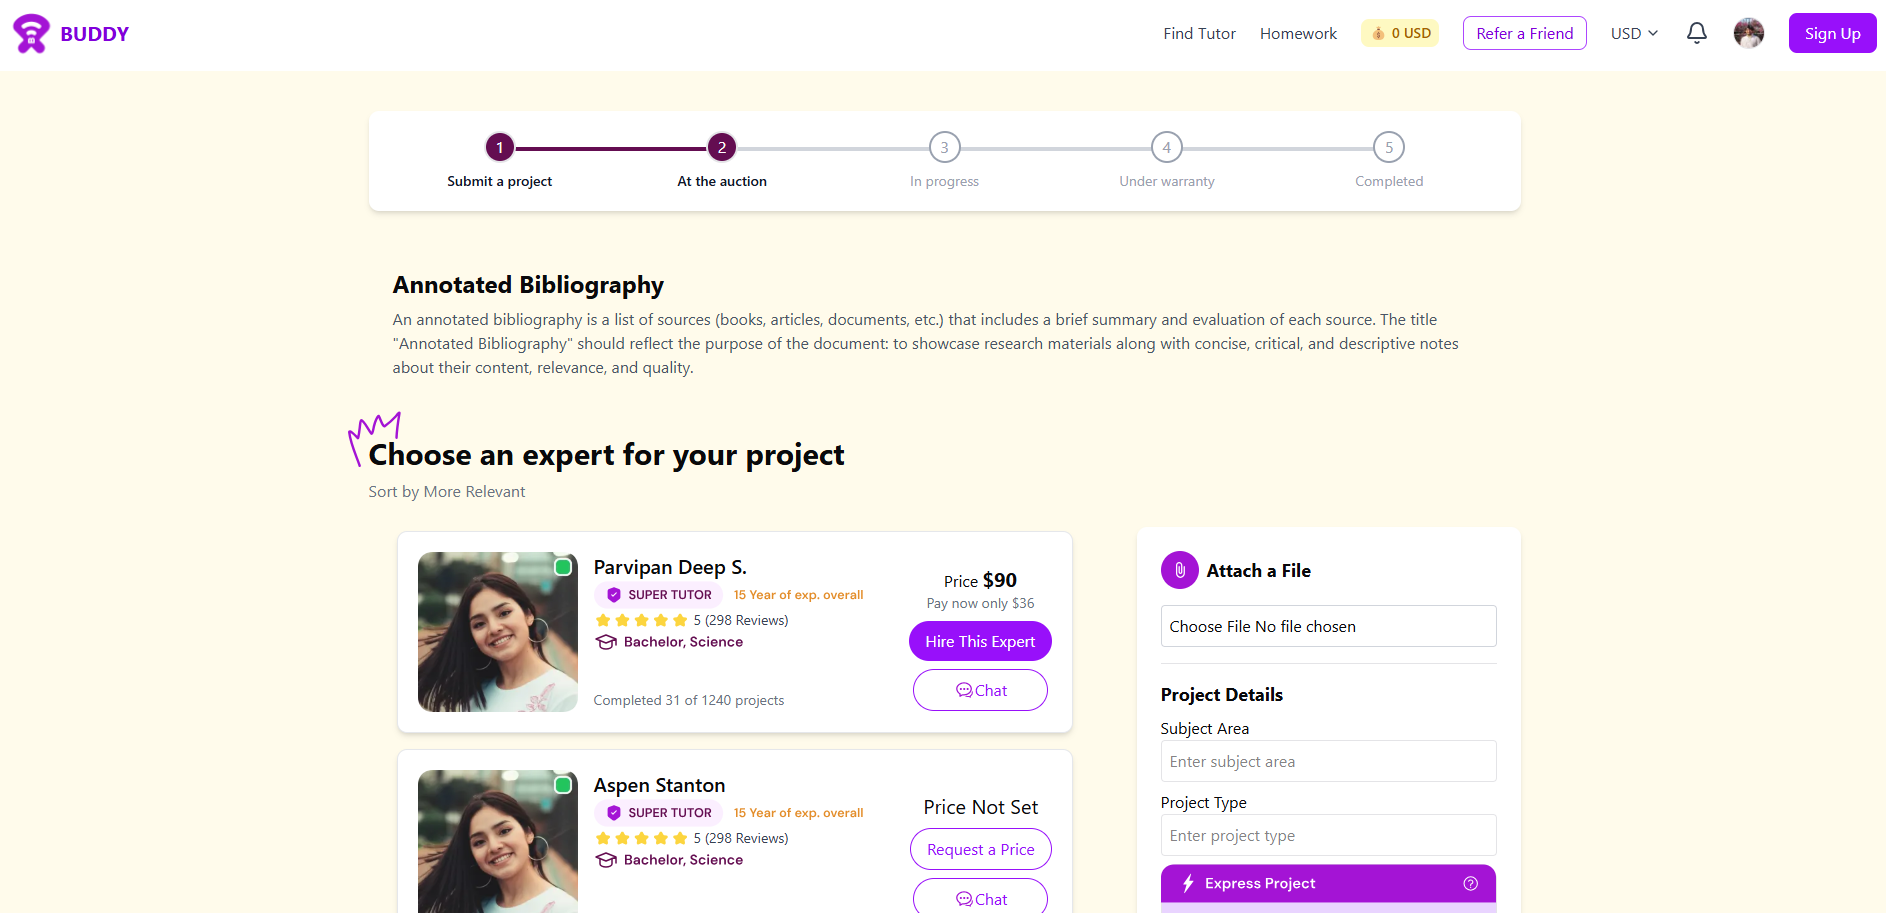 BUDDY
Find Tutor
Homework
0 USD
Refer a Friend
USD
Sign Up
1
2
3
4
5
Submit a project
At the auction
In progress
Under warranty
Completed
Annotated Bibliography
An annotated bibliography is a list of sources (books, articles, documents, etc.) that includes a brief summary and evaluation of each source. The title
"Annotated Bibliography" should reflect the purpose of the document: to showcase research materials along with concise, critical, and descriptive notes
about their content, relevance, and quality.
Choose an expert for your project
Sort by More Relevant
Parvipan Deep S.
SUPER TUTOR
15 Year of exp. overall
5 (298 Reviews)
Bachelor, Science
Completed 31 of 1240 projects
Price $90
Pay now only $36
Hire This Expert
Chat
Aspen Stanton
SUPER TUTOR
15 Year of exp. overall
5 (298 Reviews)
Bachelor, Science
Price Not Set
Request a Price
Chat
Attach a File
Choose File No file chosen
Project Details
Subject Area
Enter subject area
Project Type
Enter project type
Express Project